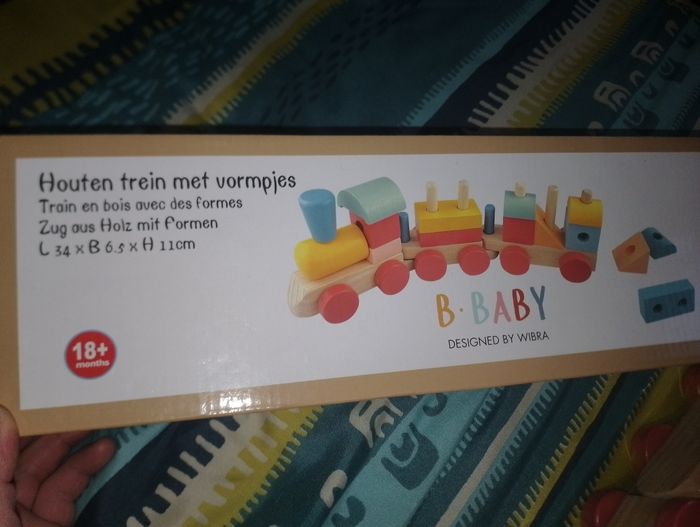 Houten trein met vormpjes
Train en bois avec des formes
Zug aus Holz mit Formen
L 34 x B 6.5 x H 11cm
B·BABY
DESIGNED BY WIBRA
18+
months